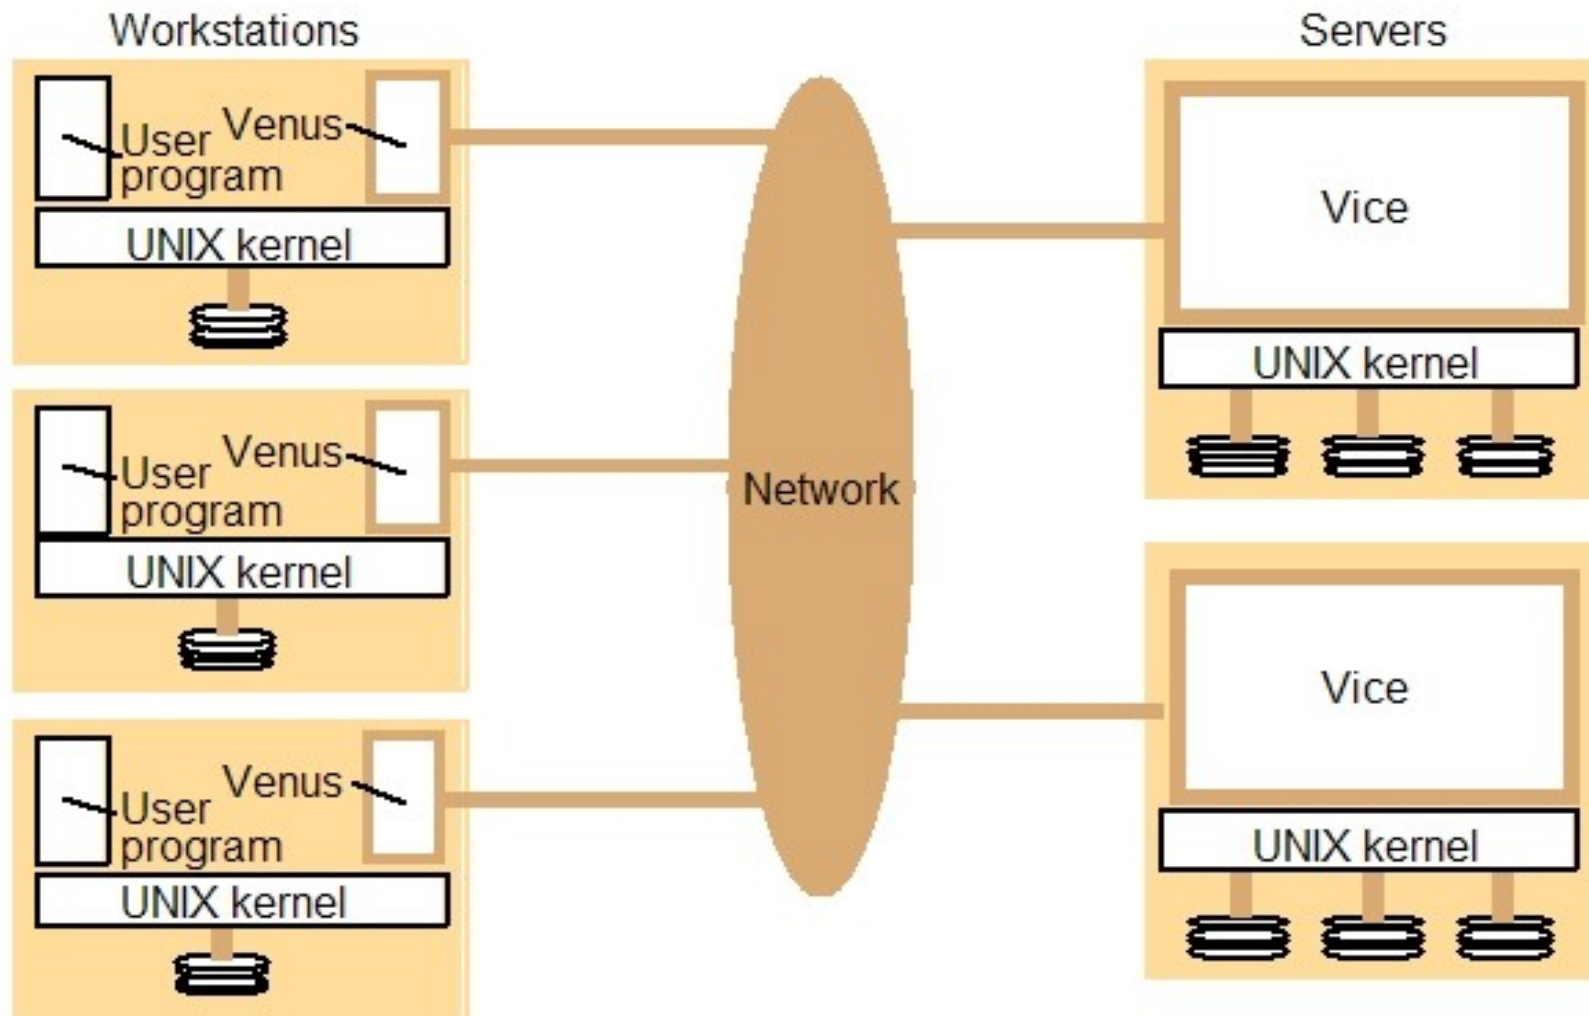 Workstations
Servers
User
program
Venus
UNIX kernel
User
program
Venus
UNIX kernel
User
program
Venus
UNIX kernel
Network
Vice
UNIX kernel
Vice
UNIX kernel